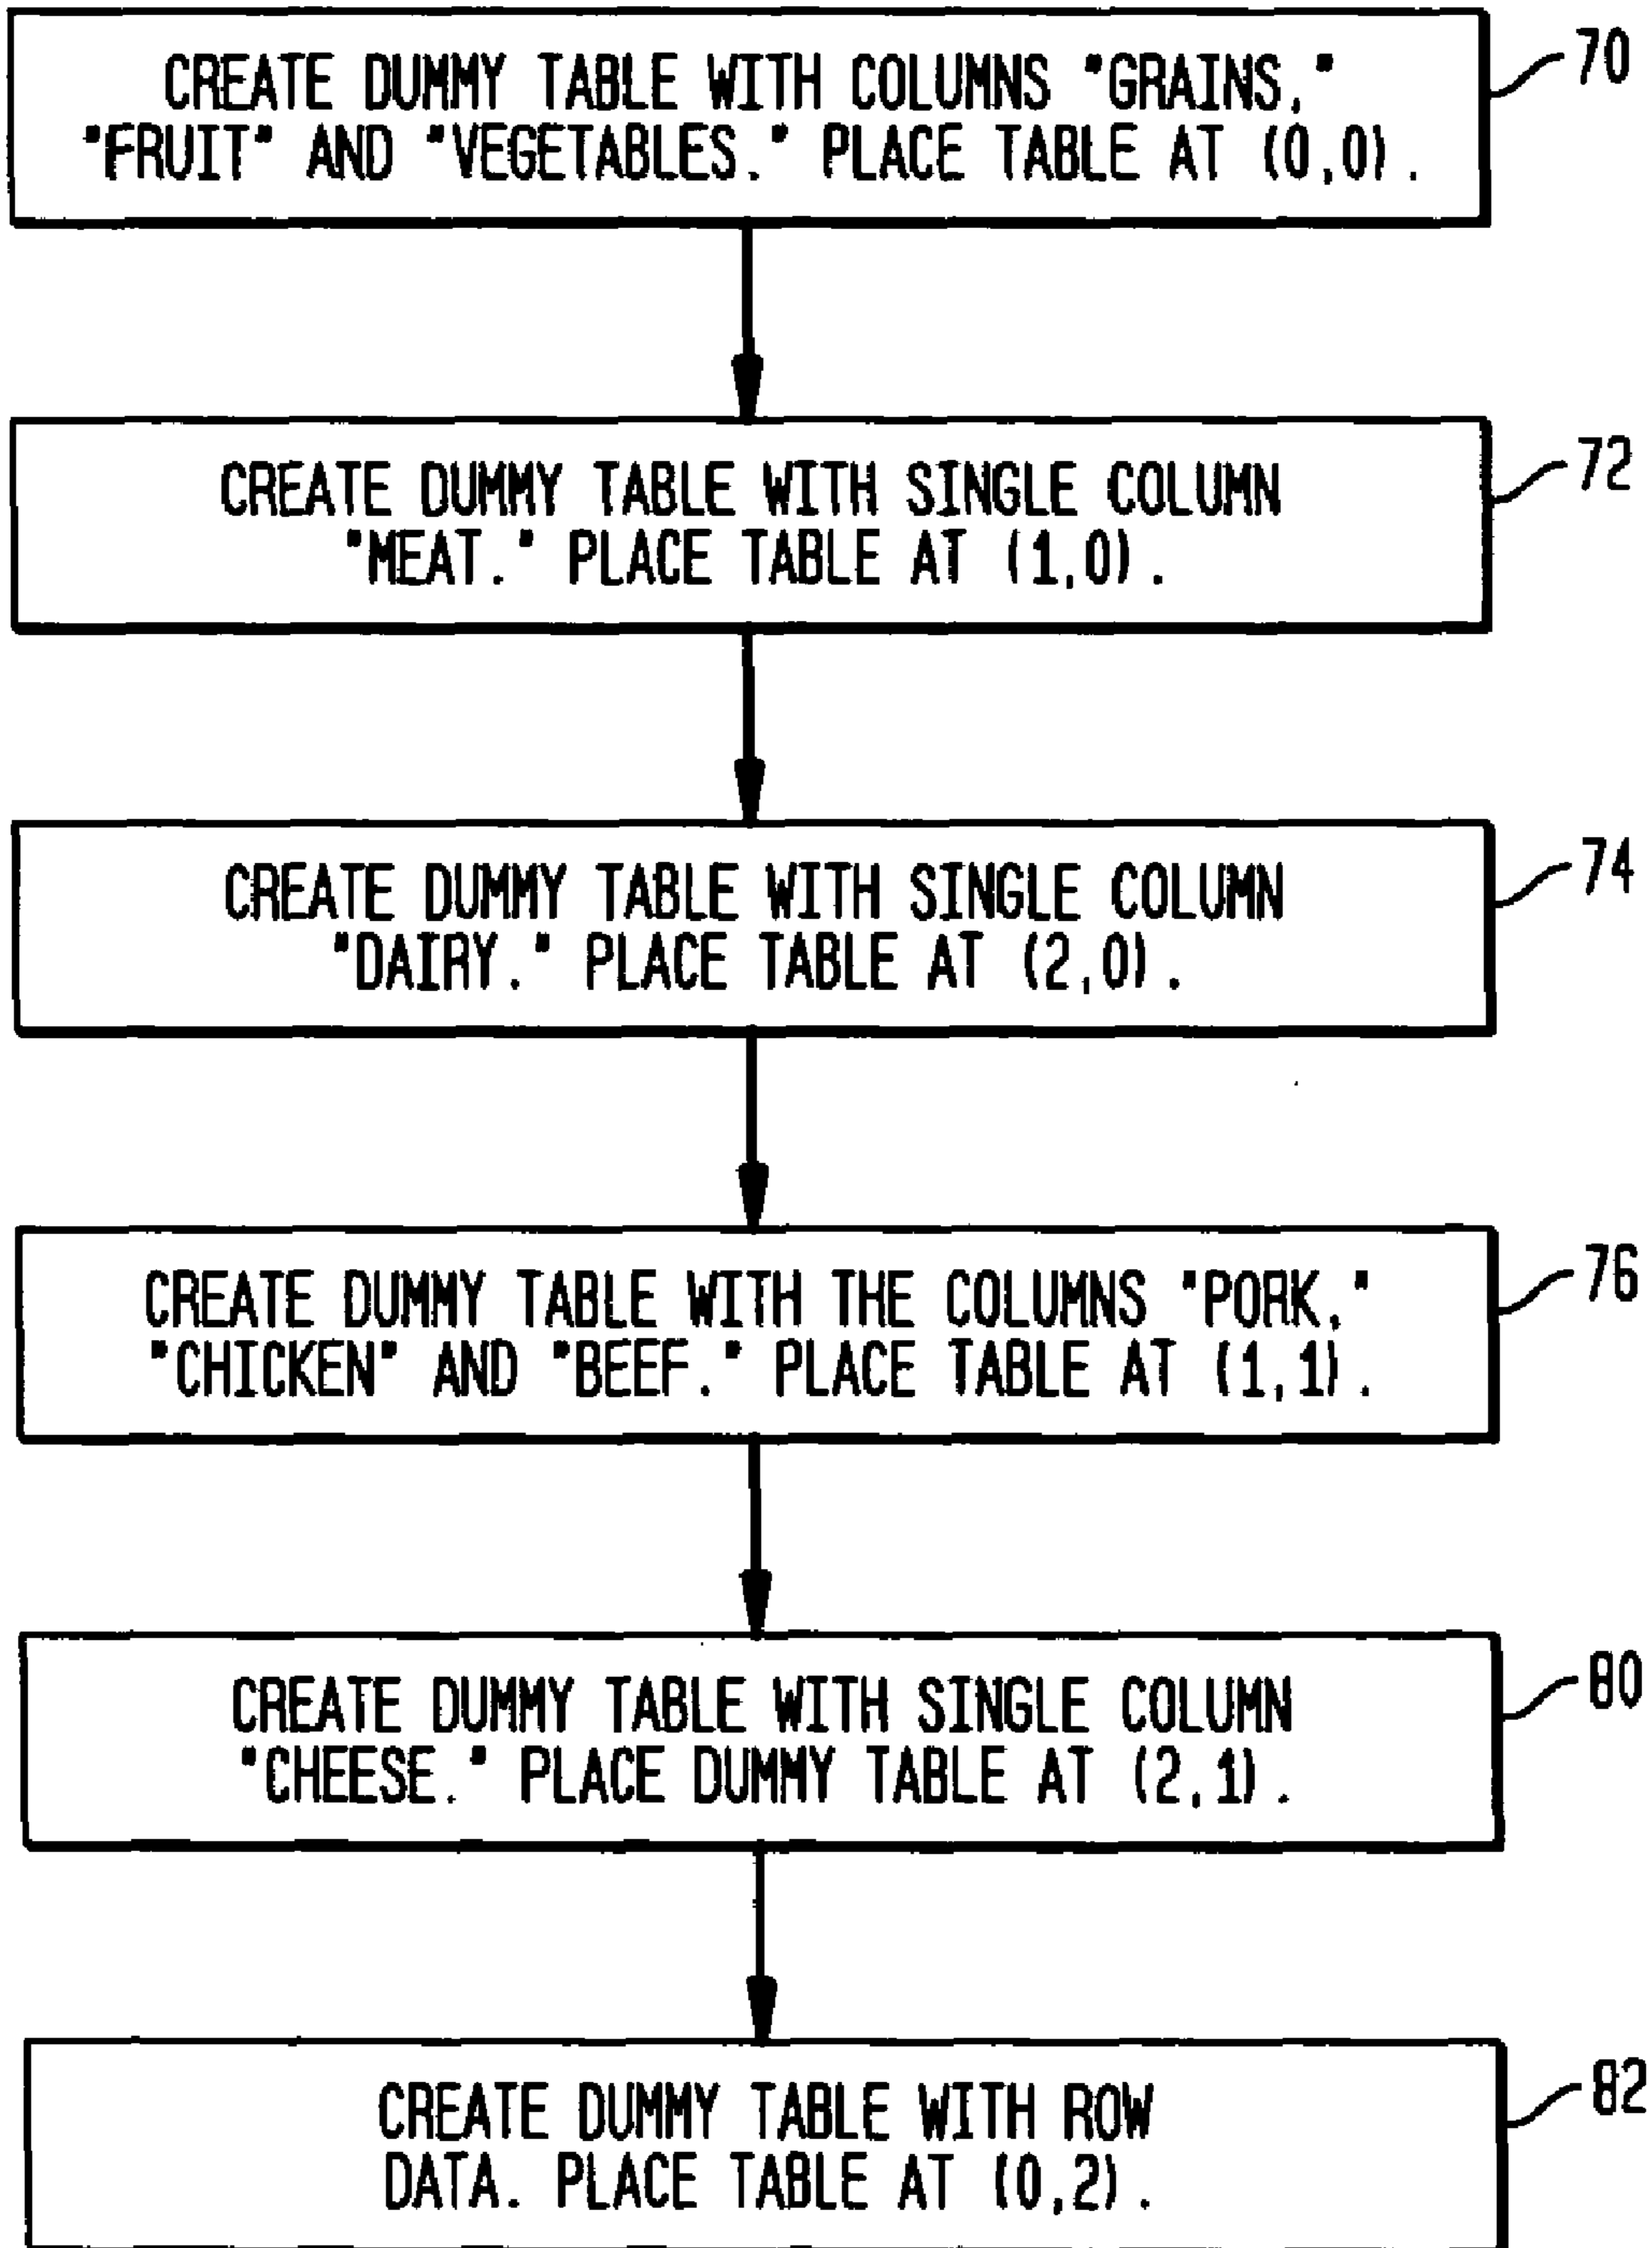 CREATE DUMMY TABLE WITH COLUMNS "GRAINS,"
"FRUIT" AND "VEGETABLES." PLACE TABLE AT (0,0).
70
CREATE DUMMY TABLE WITH SINGLE COLUMN
"MEAT." PLACE TABLE AT (1,0).
72
CREATE DUMMY TABLE WITH SINGLE COLUMN
"DAIRY." PLACE TABLE AT (2,0).
74
CREATE DUMMY TABLE WITH THE COLUMNS "PORK,"
"CHICKEN" AND "BEEF." PLACE TABLE AT (1,1).
76
CREATE DUMMY TABLE WITH SINGLE COLUMN
"CHEESE." PLACE DUMMY TABLE AT (2,1).
80
CREATE DUMMY TABLE WITH ROW
DATA. PLACE TABLE AT (0,2).
82